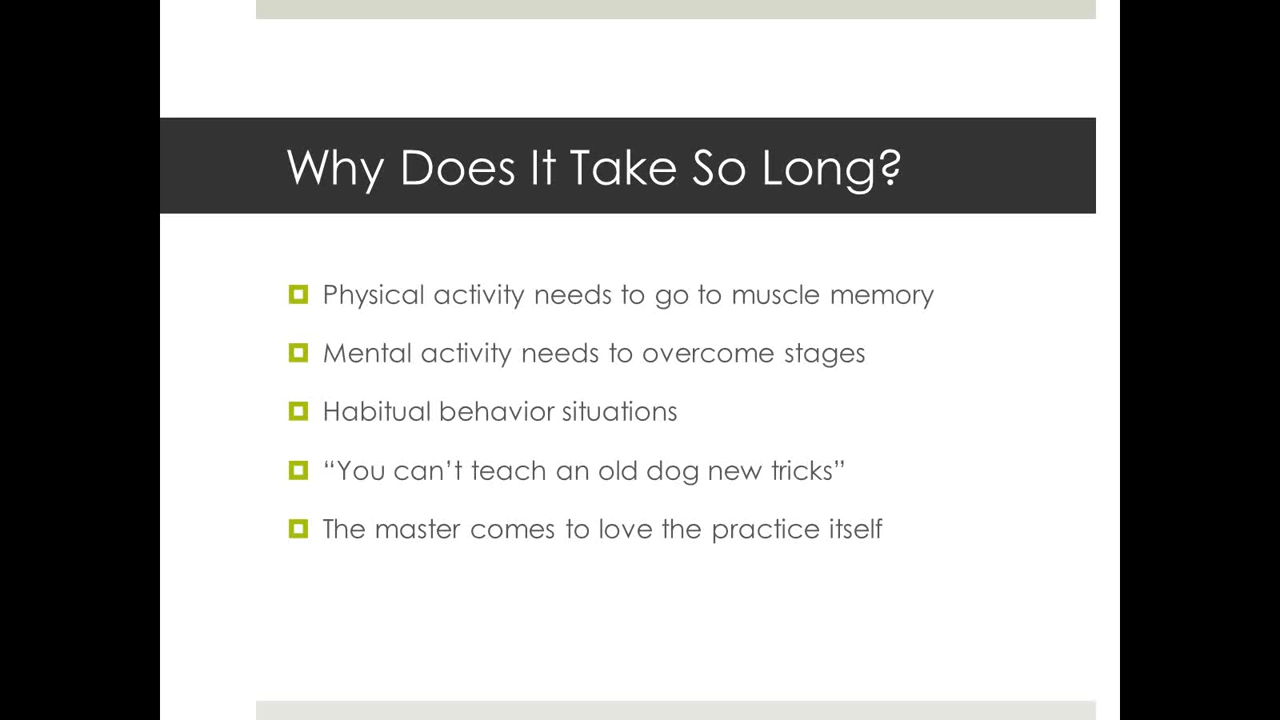 Why Does It Take So Long?
Physical activity needs to go to muscle memory
Mental activity needs to overcome stages
Habitual behavior situations
“You can’t teach an old dog new tricks”
The master comes to love the practice itself